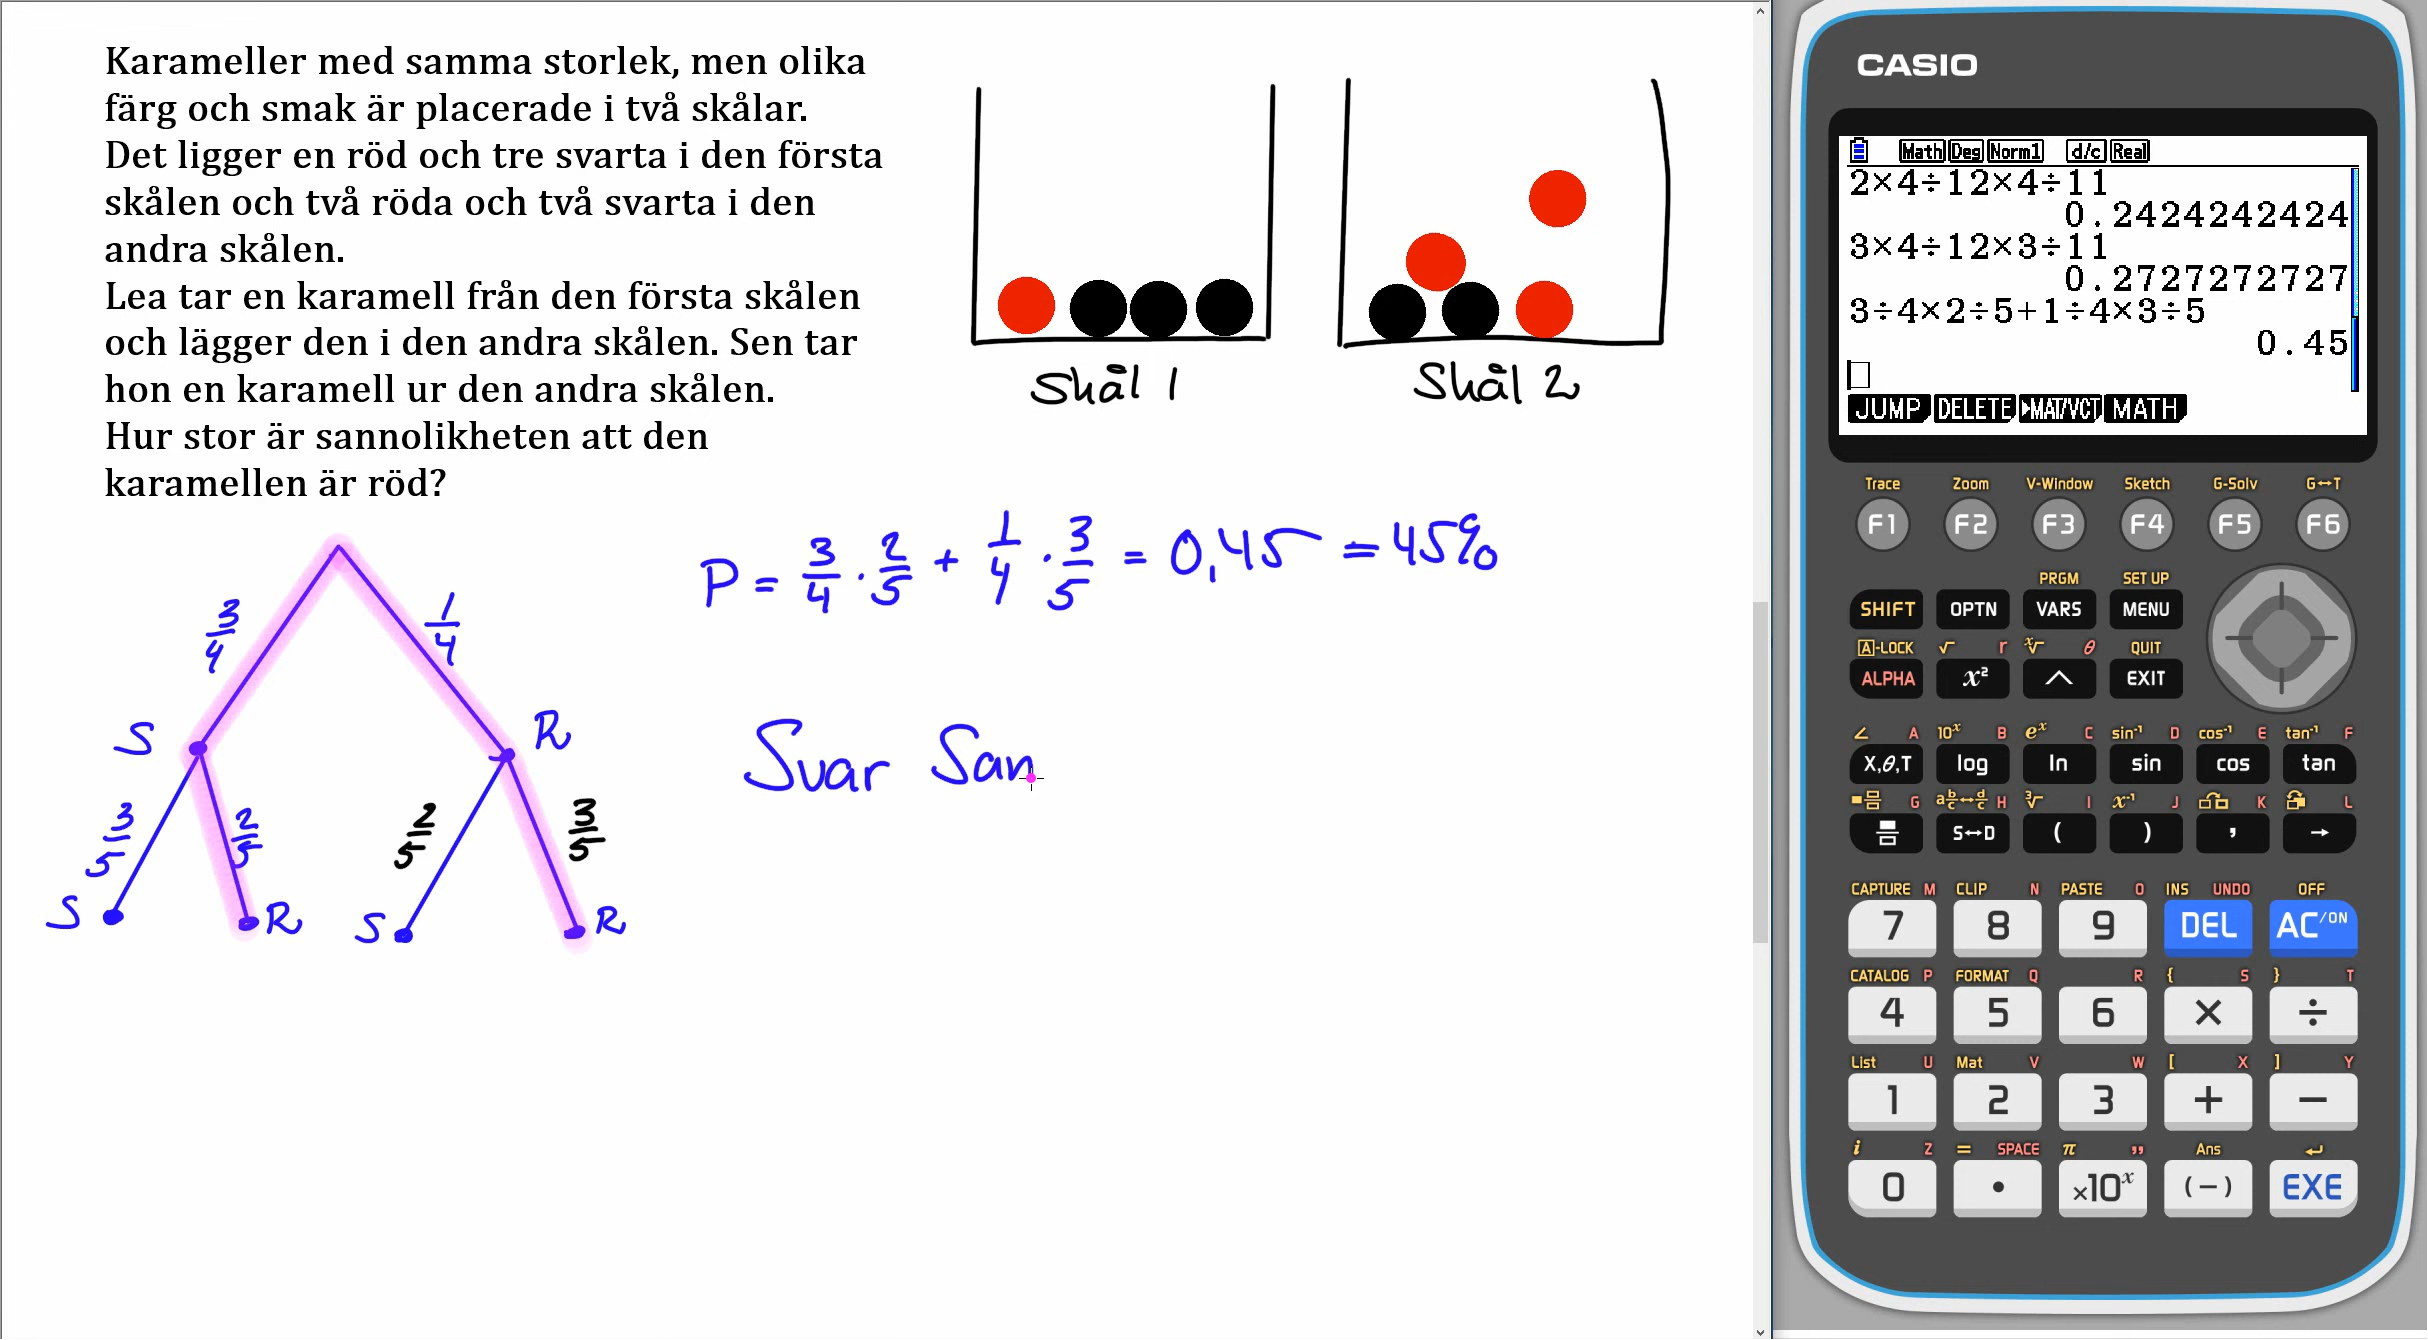 Karameller med samma storlek, men olika
färg och smak är placerade i två skålar.
Det ligger en röd och tre svarta i den första
skålen och två röda och två svarta i den
andra skålen.
Lea tar en karamell från den första skålen
och lägger den i den andra skålen. Sen tar
hon en karamell ur den andra skålen.
Hur stor är sannolikheten att den
karamellen är röd?
Skål 1
Skål 2
P = 3/4 · 2/5 + 1/4 · 3/5 = 0,45 = 45%
3/4 1/4
S R
3/5 2/5 2/5 3/5
S R S R
Svar San
CASIO
Math Deg Norm1 d/c Real
2×4÷12×4÷11
0.2424242424
3×4÷12×3÷11
0.2727272727
3÷4×2÷5+1÷4×3÷5
0.45
JUMP DELETE ▶MAT/VCT MATH
Trace Zoom V-Window Sketch G-Solv G↔T
F1 F2 F3 F4 F5 F6
PRGM SET UP
SHIFT OPTN VARS MENU
A-LOCK √ r ˣ√ θ QUIT
ALPHA x² ^ EXIT
∠ A 10ˣ B eˣ C sin⁻¹ D cos⁻¹ E tan⁻¹ F
X,θ,T log ln sin cos tan
G a b/c↔d/c H ³√ I x⁻¹ J K L
S↔D ( ) , →
CAPTURE M CLIP N PASTE O INS UNDO OFF
7 8 9 DEL AC/ON
CATALOG P FORMAT Q R { S } T
4 5 6 × ÷
List U Mat V W [ X ] Y
1 2 3 + −
i Z = SPACE π ,, Ans ↵
0 • ×10ˣ (−) EXE